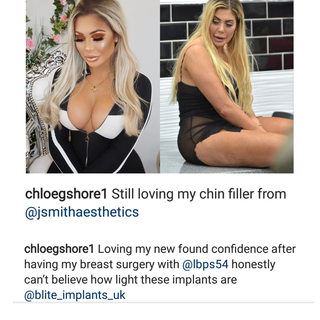 chloegshore1 Still loving my chin filler from
@jsmithaesthetics
chloegshore1 Loving my new found confidence after
having my breast surgery with @lbps54 honestly
can't believe how light these implants are
@blite_implants_uk